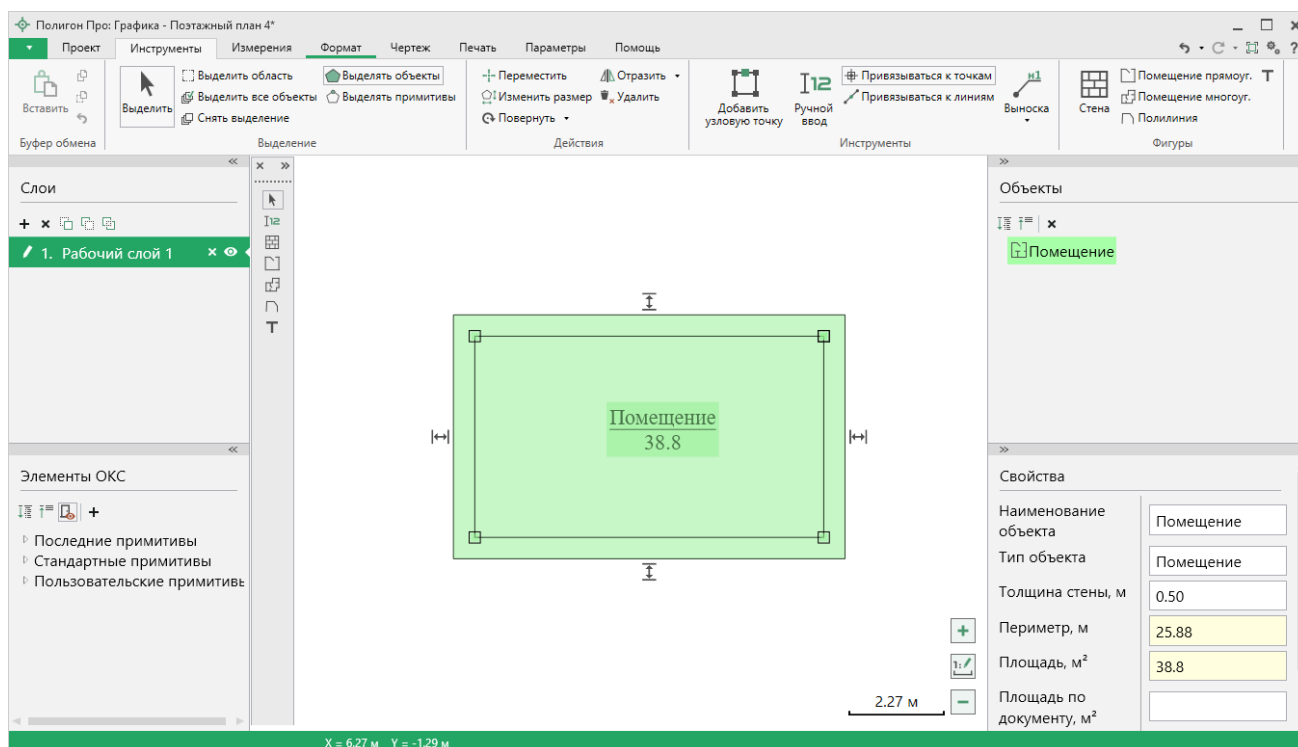 Полигон Про: Графика - Поэтажный план 4*
Проект Инструменты Измерения Формат Чертеж Печать Параметры Помощь
Вставить
Буфер обмена
Выделить
Выделить область
Выделить все объекты
Снять выделение
Выделять объекты
Выделять примитивы
Выделение
Переместить
Изменить размер
Повернуть
Отразить
Удалить
Действия
Добавить
узловую точку
Ручной
ввод
Привязываться к точкам
Привязываться к линиям
Выноска
Инструменты
Стена
Помещение прямоуг.
Помещение многоуг.
Полилиния
Фигуры
Слои
1. Рабочий слой 1
Элементы ОКС
Последние примитивы
Стандартные примитивы
Пользовательские примитивы
Помещение
38.8
2.27 м
Объекты
Помещение
Свойства
Наименование
объекта
Помещение
Тип объекта
Помещение
Толщина стены, м
0.50
Периметр, м
25.88
Площадь, м²
38.8
Площадь по
документу, м²
X = 6.27 м Y = -1.29 м